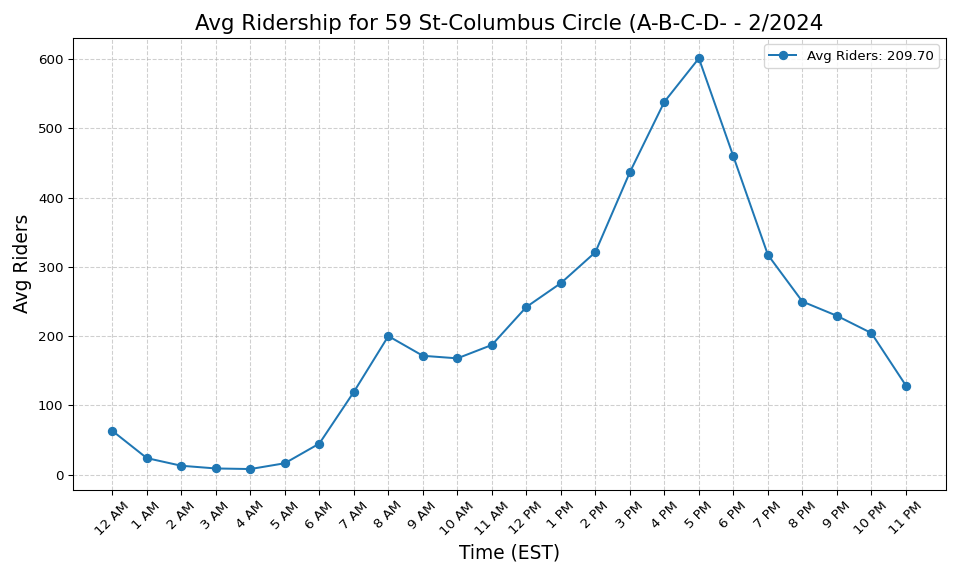 Avg Ridership for 59 St-Columbus Circle (A-B-C-D- - 2/2024
Avg Riders: 209.70
Avg Riders
600
500
400
300
200
100
0
12 AM
1 AM
2 AM
3 AM
4 AM
5 AM
6 AM
7 AM
8 AM
9 AM
10 AM
11 AM
12 PM
1 PM
2 PM
3 PM
4 PM
5 PM
6 PM
7 PM
8 PM
9 PM
10 PM
11 PM
Time (EST)